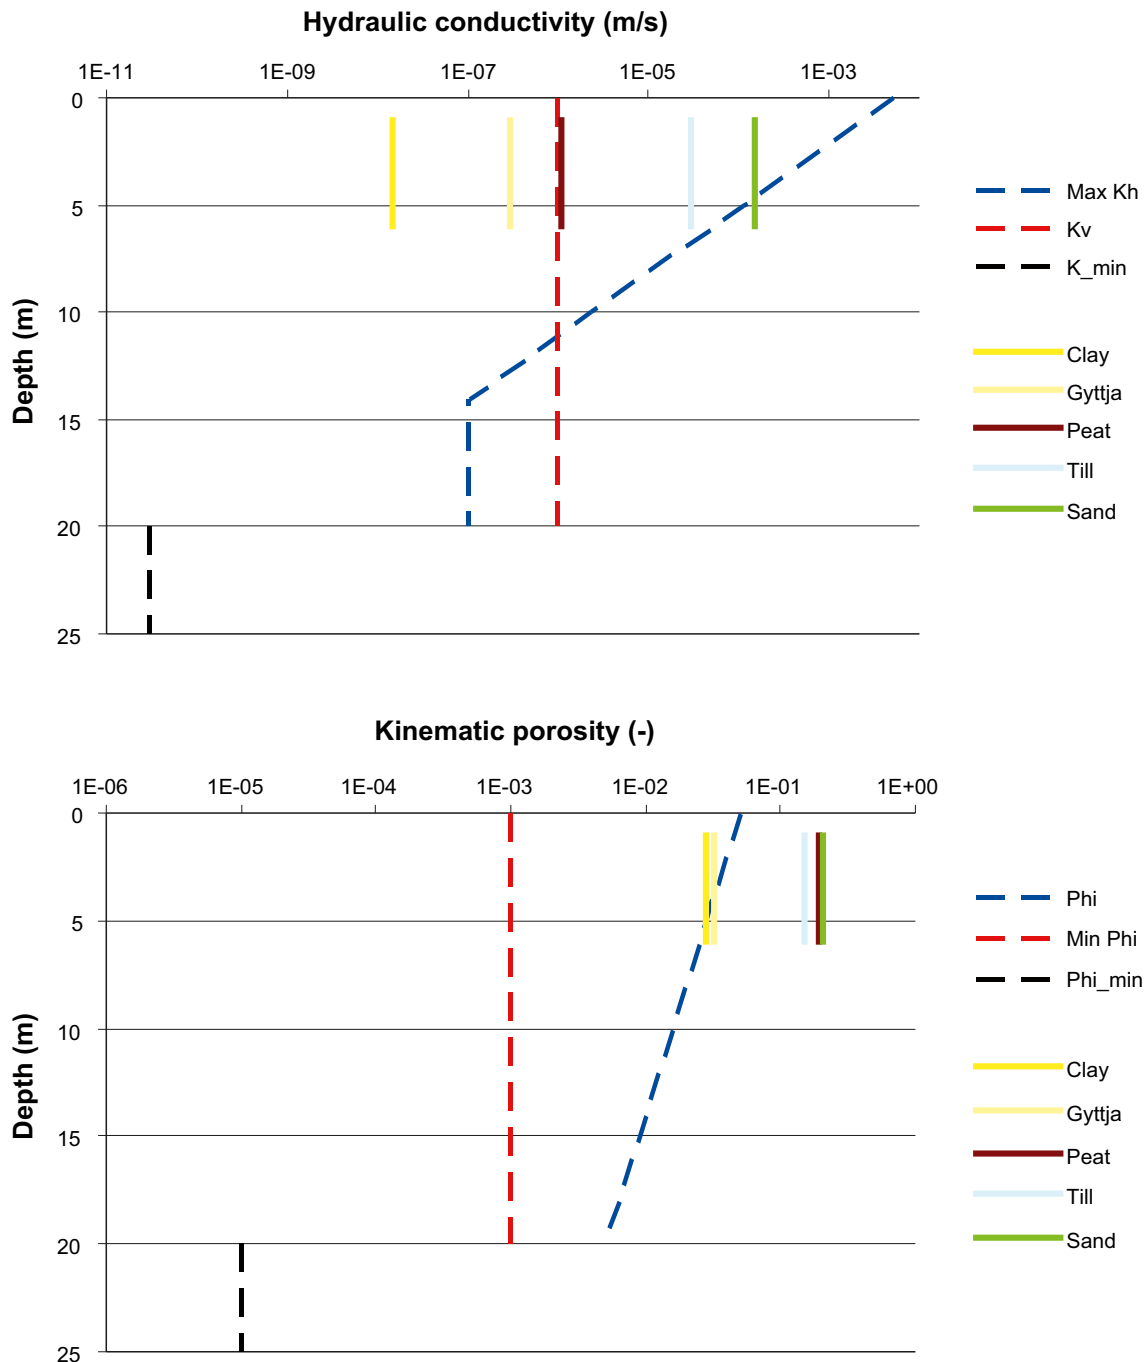 Hydraulic conductivity (m/s)
1E-11 1E-09 1E-07 1E-05 1E-03
0
5
10
15
20
25
Depth (m)
Max Kh
Kv
K_min
Clay
Gyttja
Peat
Till
Sand
Kinematic porosity (-)
1E-06 1E-05 1E-04 1E-03 1E-02 1E-01 1E+00
0
5
10
15
20
25
Depth (m)
Phi
Min Phi
Phi_min
Clay
Gyttja
Peat
Till
Sand